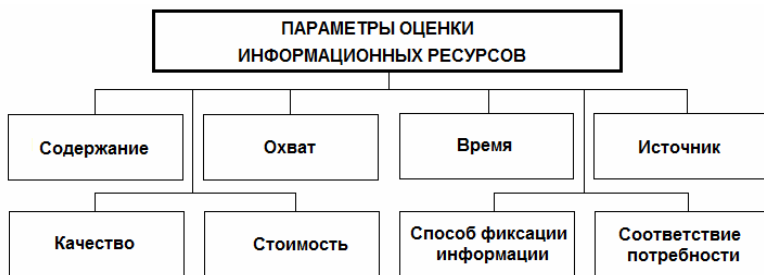 ПАРАМЕТРЫ ОЦЕНКИ
ИНФОРМАЦИОННЫХ РЕСУРСОВ
Содержание
Охват
Время
Источник
Качество
Стоимость
Способ фиксации
информации
Соответствие
потребности